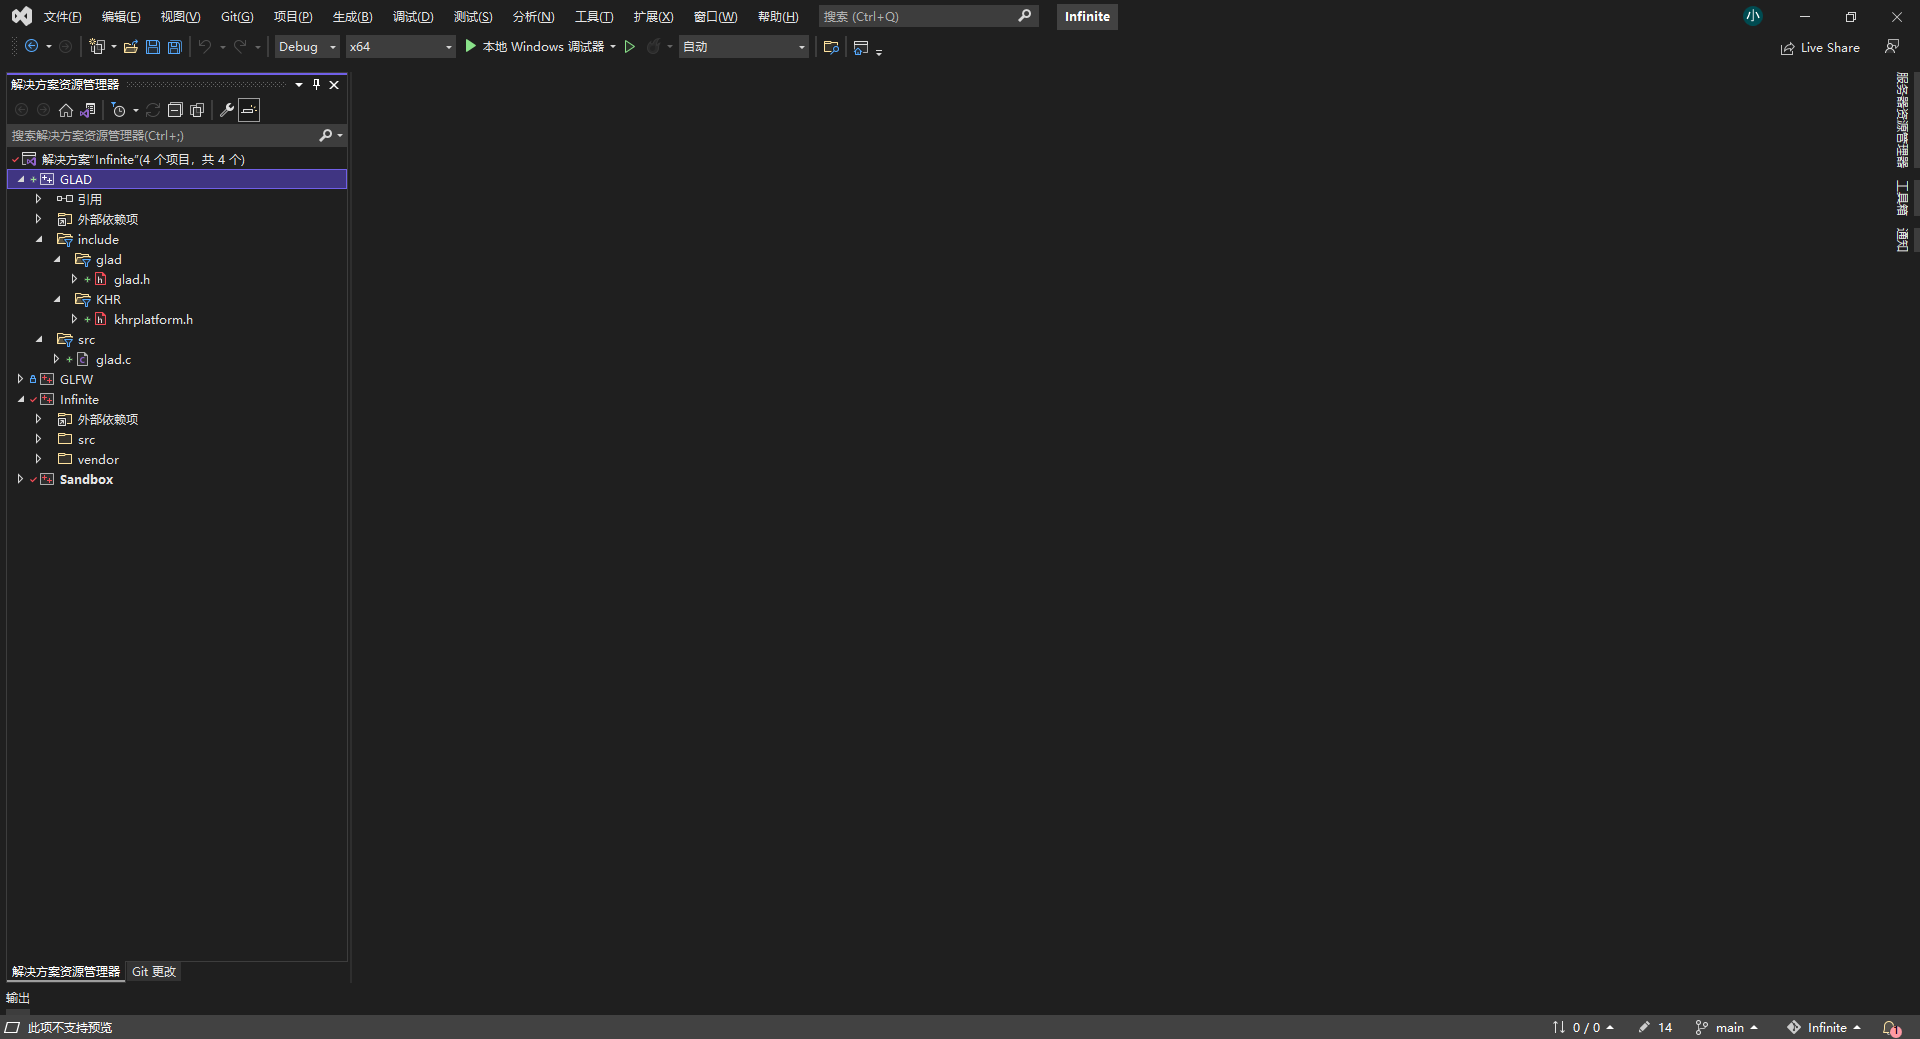 文件(F) 编辑(E) 视图(V) Git(G) 项目(P) 生成(B) 调试(D) 测试(S) 分析(N) 工具(T) 扩展(X) 窗口(W) 帮助(H) 搜索 (Ctrl+Q) Infinite 小
Debug x64 本地 Windows 调试器 自动 Live Share
解决方案资源管理器
搜索解决方案资源管理器(Ctrl+;)
解决方案"Infinite"(4 个项目，共 4 个)
GLAD
引用
外部依赖项
include
glad
glad.h
KHR
khrplatform.h
src
glad.c
GLFW
Infinite
外部依赖项
src
vendor
Sandbox
服务器资源管理器
工具箱
通知
解决方案资源管理器 Git 更改
输出
此项不支持预览 0 / 0 14 main Infinite 1